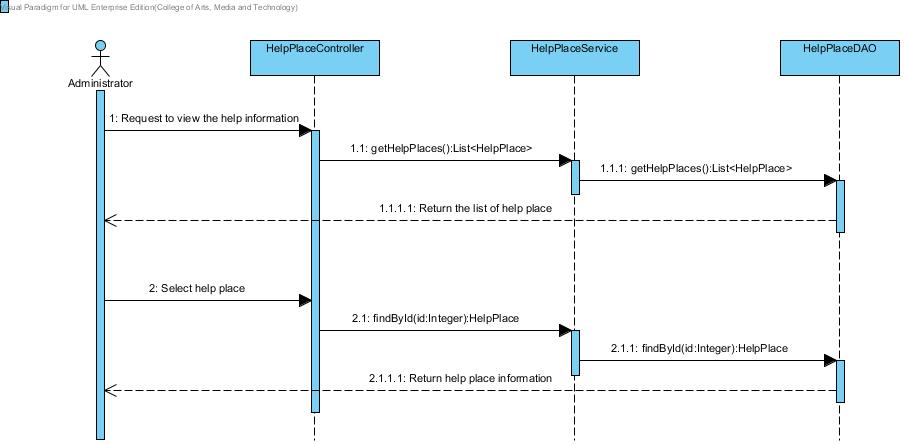 Visual Paradigm for UML Enterprise Edition(College of Arts, Media and Technology)
HelpPlaceController
HelpPlaceService
HelpPlaceDAO
Administrator
1: Request to view the help information
1.1: getHelpPlaces():List<HelpPlace>
1.1.1: getHelpPlaces():List<HelpPlace>
1.1.1.1: Return the list of help place
2: Select help place
2.1: findById(id:Integer):HelpPlace
2.1.1: findById(id:Integer):HelpPlace
2.1.1.1: Return help place information